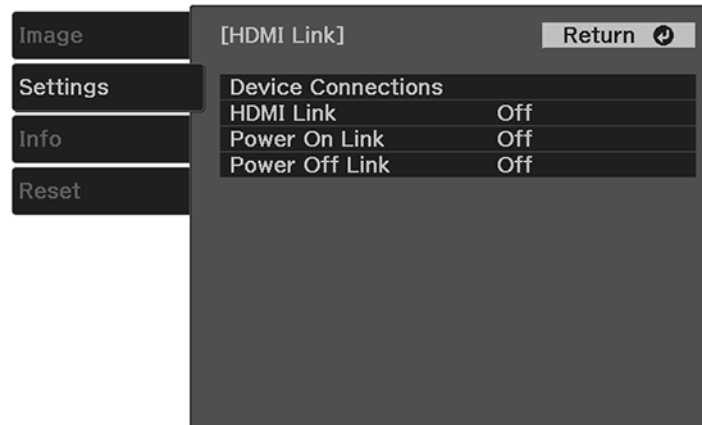 Image
Settings
Info
Reset
[HDMI Link]
Return
Device Connections
HDMI Link Off
Power On Link Off
Power Off Link Off